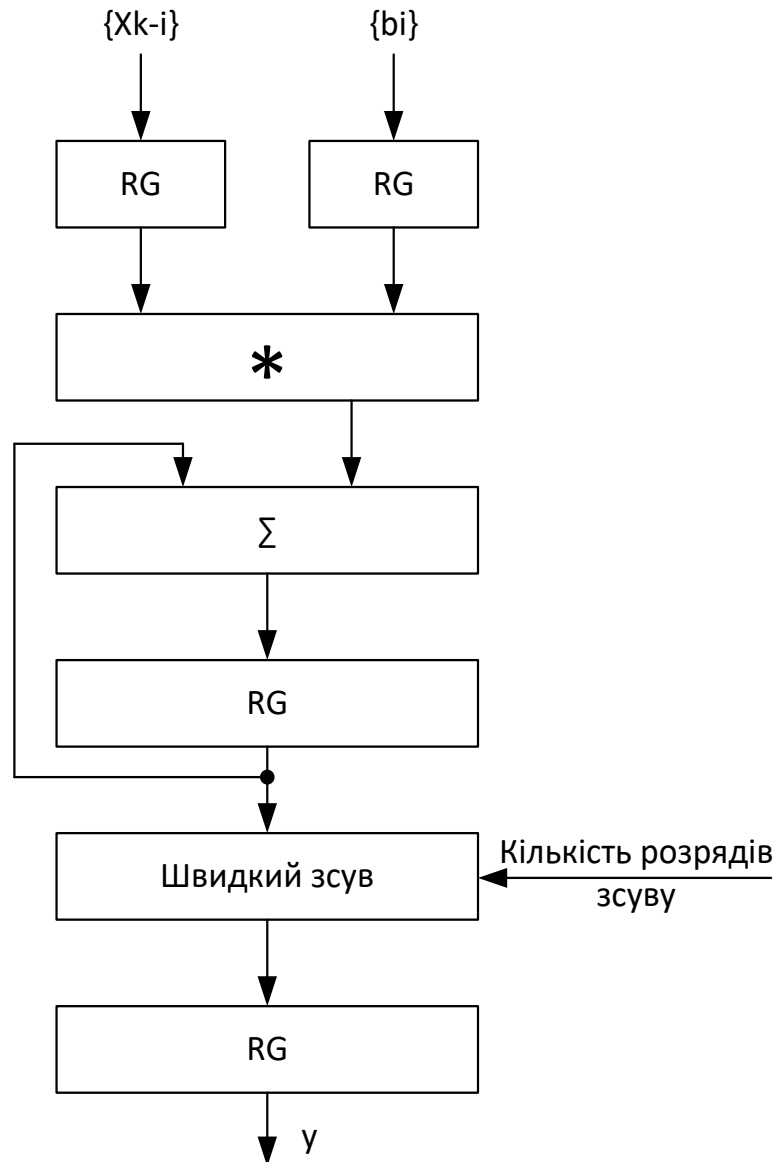 {Xk-i}
{bi}
RG
RG
*
∑
RG
Швидкий зсув
Кількість розрядів
зсуву
RG
y